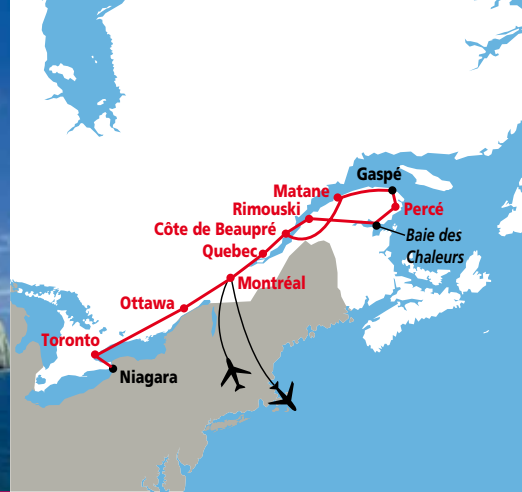 Gaspé
Matane
Percé
Rimouski
Côte de Beaupré
Baie des
Chaleurs
Quebec
Montréal
Ottawa
Toronto
Niagara